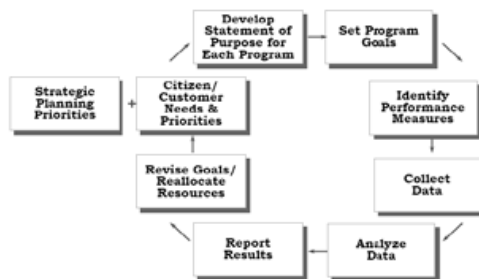 Develop Statement
of Purpose for
Each Program
Set Program
Goals
Strategic
Planning
Priorities
+
Citizen/
Customer Needs &
Priorities
Identify
Performance
Measures
Revise Goals/
Reallocate
Resources
Collect
Data
Report
Results
Analyze
Data